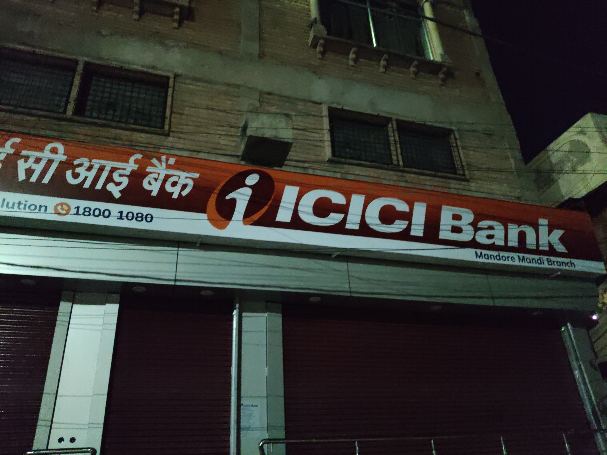 सी आई बैंक
ICICI Bank
lution 1800 1080
Mandore Mandi Branch